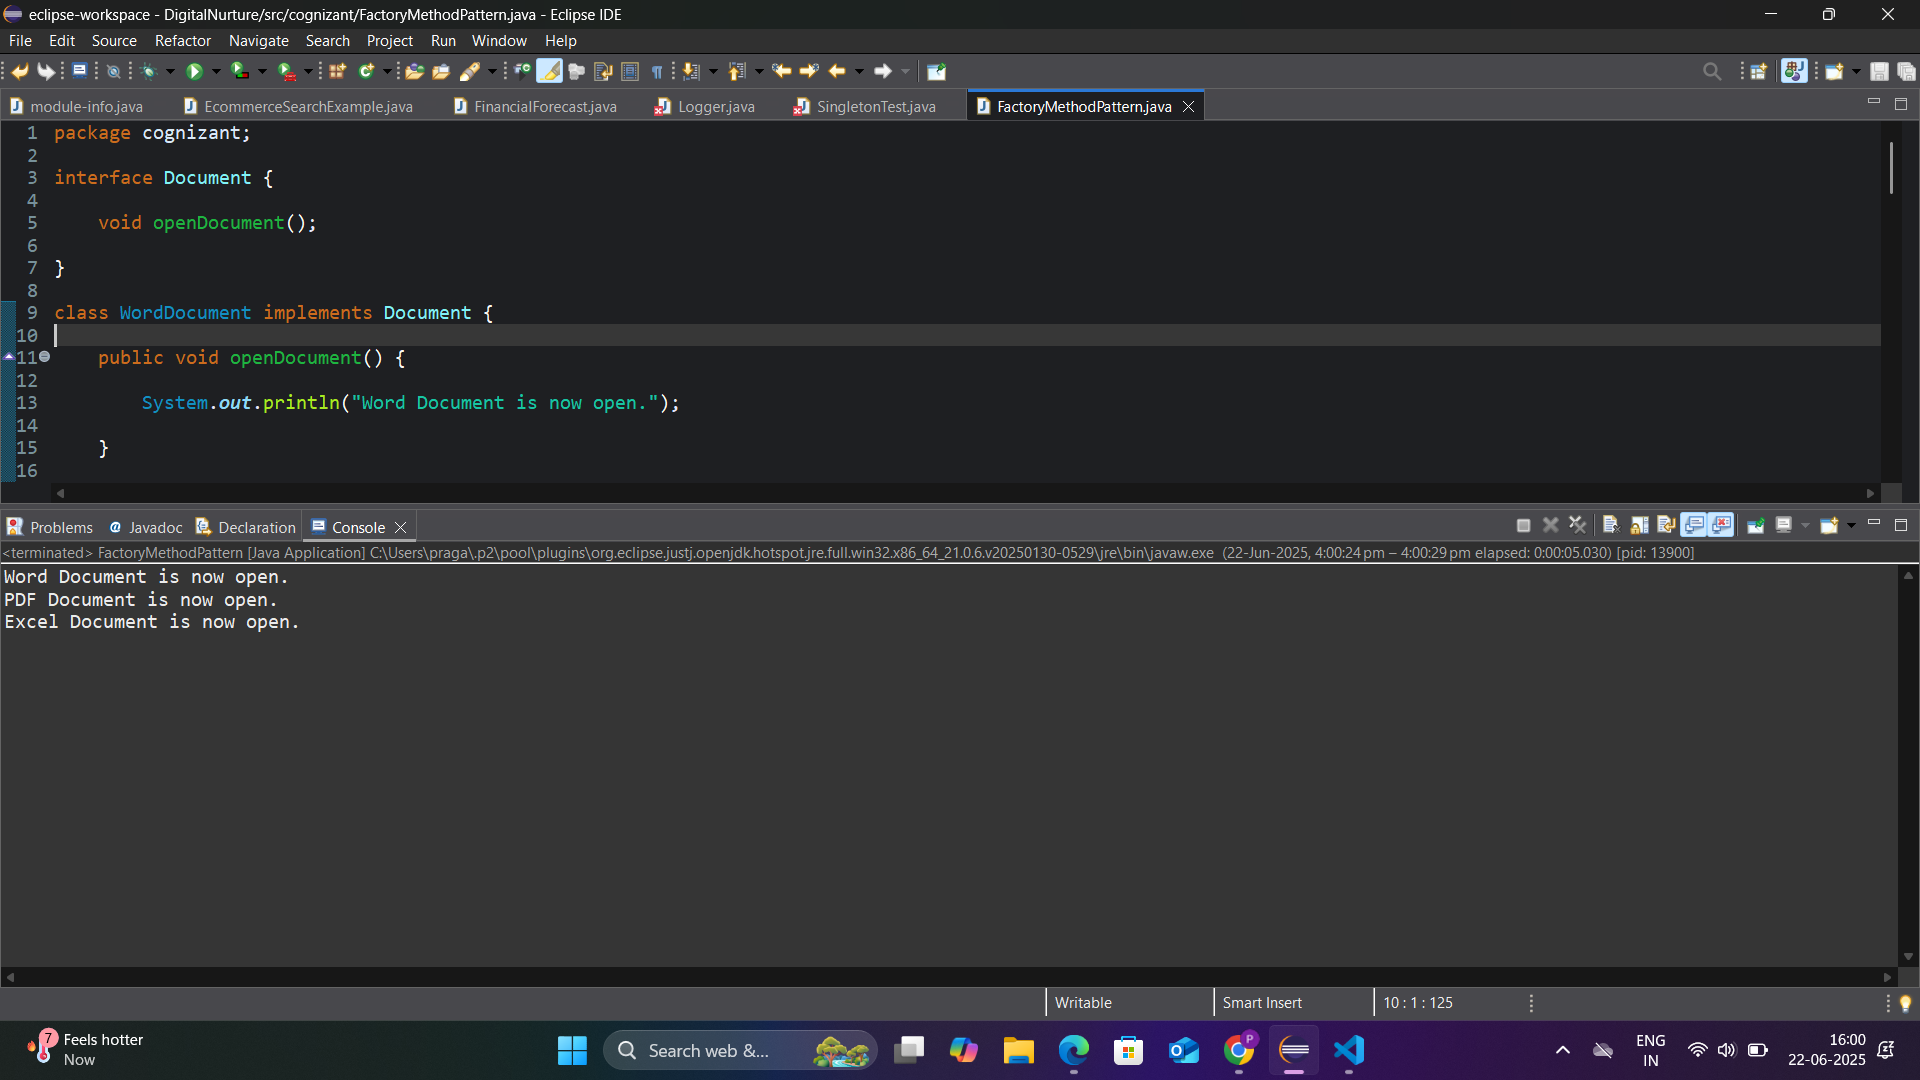 eclipse-workspace - DigitalNurture/src/cognizant/FactoryMethodPattern.java - Eclipse IDE
File Edit Source Refactor Navigate Search Project Run Window Help
module-info.java EcommerceSearchExample.java FinancialForecast.java Logger.java SingletonTest.java FactoryMethodPattern.java
1 package cognizant;
2
3 interface Document {
4
5 void openDocument();
6
7 }
8
9 class WordDocument implements Document {
10
11 public void openDocument() {
12
13 System.out.println("Word Document is now open.");
14
15 }
16
Problems Javadoc Declaration Console
<terminated> FactoryMethodPattern [Java Application] C:\Users\praga\.p2\pool\plugins\org.eclipse.justj.openjdk.hotspot.jre.full.win32.x86_64_21.0.6.v20250130-0529\jre\bin\javaw.exe (22-Jun-2025, 4:00:24 pm – 4:00:29 pm elapsed: 0:00:05.030) [pid: 13900]
Word Document is now open.
PDF Document is now open.
Excel Document is now open.
Writable Smart Insert 10 : 1 : 125
7 Feels hotter
Now
Search web &...
P
ENG
IN
16:00
22-06-2025